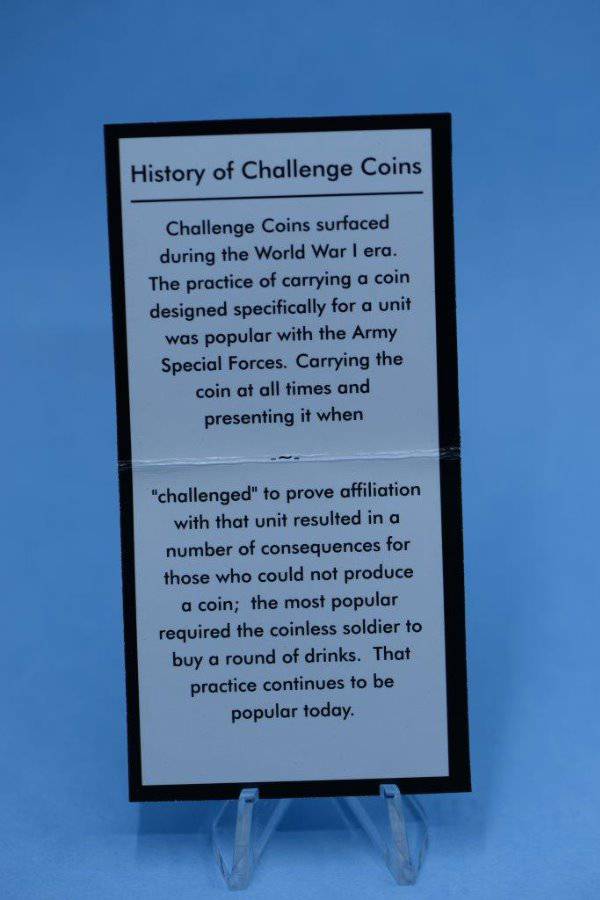 History of Challenge Coins
Challenge Coins surfaced
during the World War I era.
The practice of carrying a coin
designed specifically for a unit
was popular with the Army
Special Forces. Carrying the
coin at all times and
presenting it when
-~-
"challenged" to prove affiliation
with that unit resulted in a
number of consequences for
those who could not produce
a coin; the most popular
required the coinless soldier to
buy a round of drinks. That
practice continues to be
popular today.